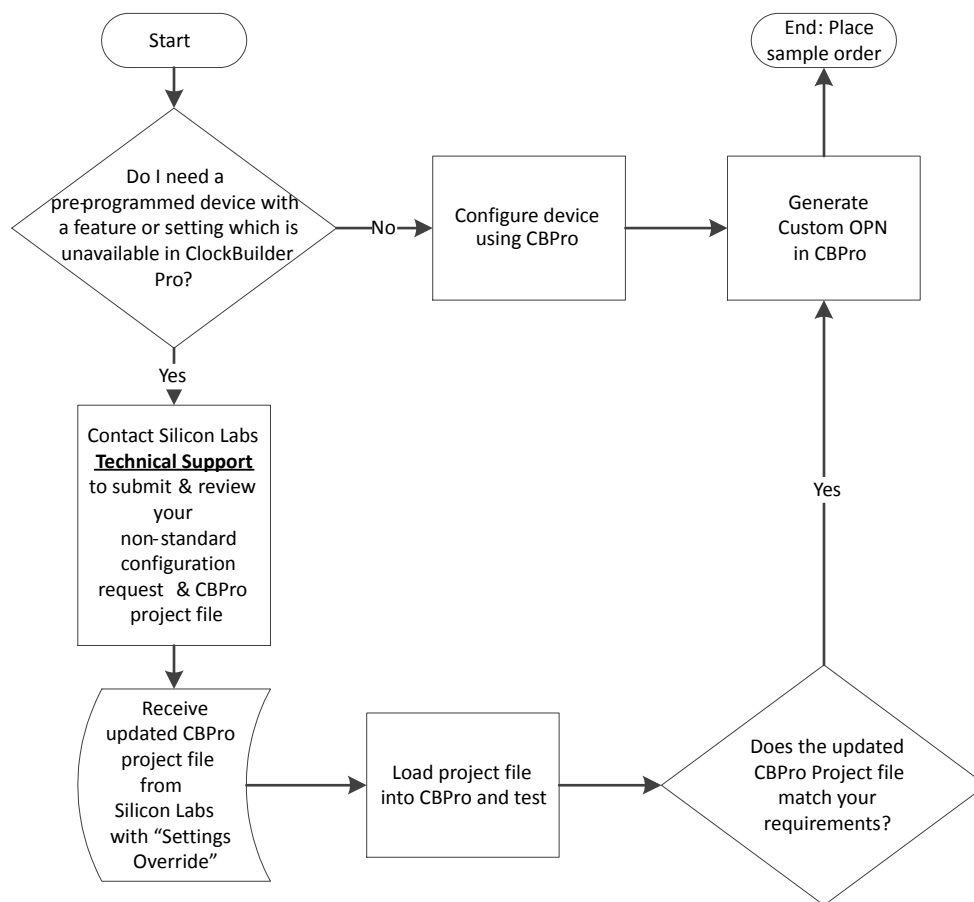 Start
End: Place
sample order
Do I need a
pre-programmed device with
a feature or setting which is
unavailable in ClockBuilder
Pro?
No
Configure device
using CBPro
Generate
Custom OPN
in CBPro
Yes
Contact Silicon Labs
Technical Support
to submit & review
your
non-standard
configuration
request & CBPro
project file
Yes
Receive
updated CBPro
project file
from
Silicon Labs
with “Settings
Override”
Load project file
into CBPro and test
Does the updated
CBPro Project file
match your
requirements?